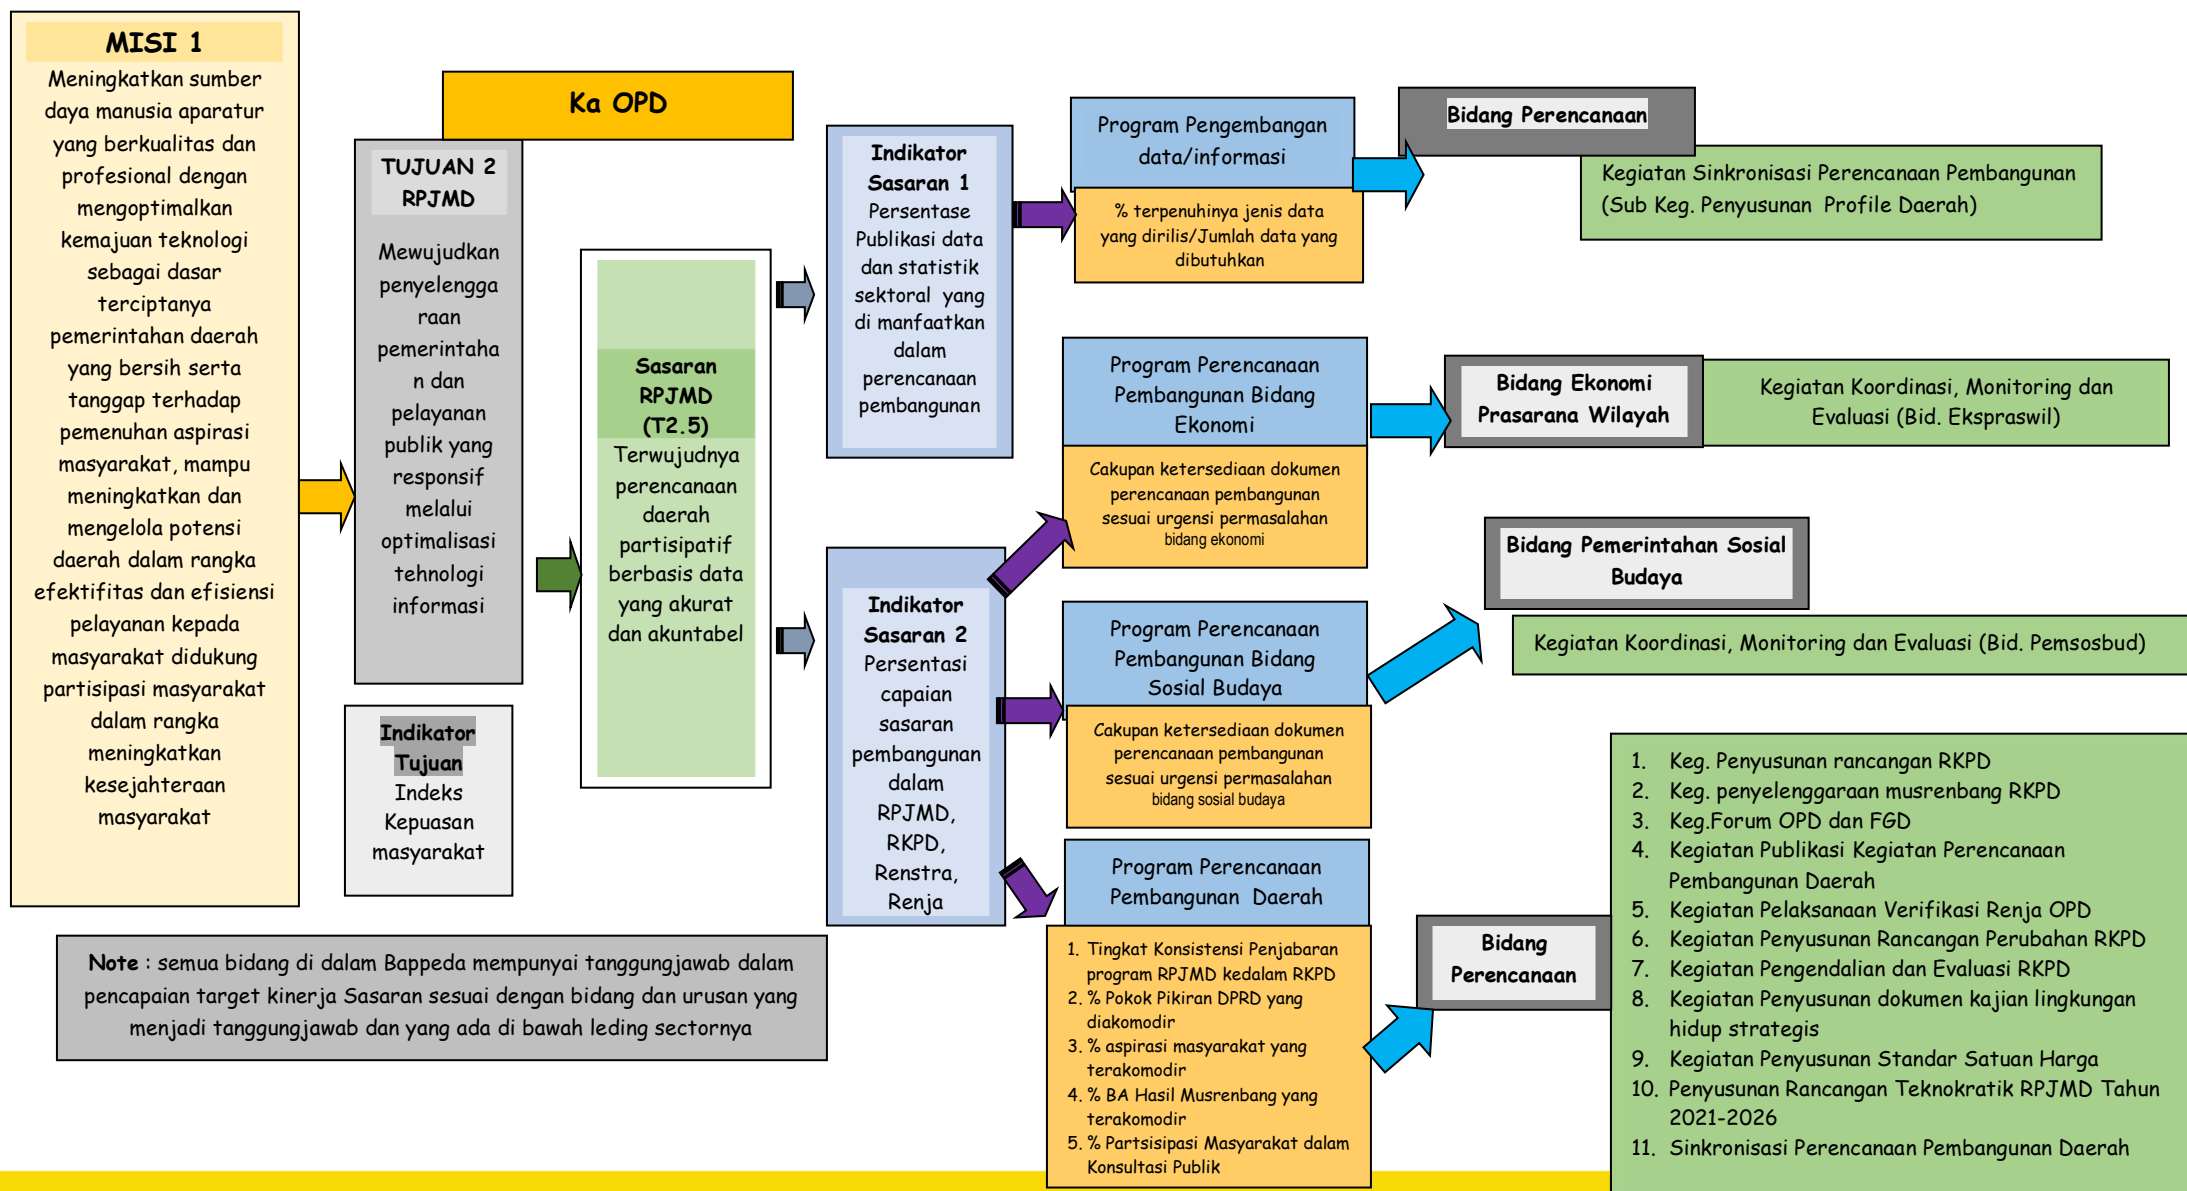 MISI 1
Meningkatkan sumber
daya manusia aparatur
yang berkualitas dan
profesional dengan
mengoptimalkan
kemajuan teknologi
sebagai dasar
terciptanya
pemerintahan daerah
yang bersih serta
tanggap terhadap
pemenuhan aspirasi
masyarakat, mampu
meningkatkan dan
mengelola potensi
daerah dalam rangka
efektifitas dan efisiensi
pelayanan kepada
masyarakat didukung
partisipasi masyarakat
dalam rangka
meningkatkan
kesejahteraan
masyarakat
Ka OPD
TUJUAN 2
RPJMD
Mewujudkan
penyelengga
raan
pemerintaha
n dan
pelayanan
publik yang
responsif
melalui
optimalisasi
tehnologi
informasi
Indikator
Tujuan
Indeks
Kepuasan
masyarakat
Sasaran
RPJMD
(T2.5)
Terwujudnya
perencanaan
daerah
partisipatif
berbasis data
yang akurat
dan akuntabel
Indikator
Sasaran 1
Persentase
Publikasi data
dan statistik
sektoral yang
di manfaatkan
dalam
perencanaan
pembangunan
Indikator
Sasaran 2
Persentasi
capaian
sasaran
pembangunan
dalam
RPJMD,
RKPD,
Renstra,
Renja
Program Pengembangan
data/informasi
% terpenuhinya jenis data
yang dirilis/Jumlah data yang
dibutuhkan
Bidang Perencanaan
Kegiatan Sinkronisasi Perencanaan Pembangunan
(Sub Keg. Penyusunan Profile Daerah)
Program Perencanaan
Pembangunan Bidang
Ekonomi
Cakupan ketersediaan dokumen
perencanaan pembangunan
sesuai urgensi permasalahan
bidang ekonomi
Bidang Ekonomi
Prasarana Wilayah
Kegiatan Koordinasi, Monitoring dan
Evaluasi (Bid. Ekspraswil)
Program Perencanaan
Pembangunan Bidang
Sosial Budaya
Cakupan ketersediaan dokumen
perencanaan pembangunan
sesuai urgensi permasalahan
bidang sosial budaya
Bidang Pemerintahan Sosial
Budaya
Kegiatan Koordinasi, Monitoring dan Evaluasi (Bid. Pemsosbud)
Program Perencanaan
Pembangunan Daerah
1. Tingkat Konsistensi Penjabaran
program RPJMD kedalam RKPD
2. % Pokok Pikiran DPRD yang
diakomodir
3. % aspirasi masyarakat yang
terakomodir
4. % BA Hasil Musrenbang yang
terakomodir
5. % Partsisipasi Masyarakat dalam
Konsultasi Publik
Bidang
Perencanaan
1. Keg. Penyusunan rancangan RKPD
2. Keg. penyelenggaraan musrenbang RKPD
3. Keg.Forum OPD dan FGD
4. Kegiatan Publikasi Kegiatan Perencanaan
Pembangunan Daerah
5. Kegiatan Pelaksanaan Verifikasi Renja OPD
6. Kegiatan Penyusunan Rancangan Perubahan RKPD
7. Kegiatan Pengendalian dan Evaluasi RKPD
8. Kegiatan Penyusunan dokumen kajian lingkungan
hidup strategis
9. Kegiatan Penyusunan Standar Satuan Harga
10. Penyusunan Rancangan Teknokratik RPJMD Tahun
2021-2026
11. Sinkronisasi Perencanaan Pembangunan Daerah
Note : semua bidang di dalam Bappeda mempunyai tanggungjawab dalam
pencapaian target kinerja Sasaran sesuai dengan bidang dan urusan yang
menjadi tanggungjawab dan yang ada di bawah leding sectornya